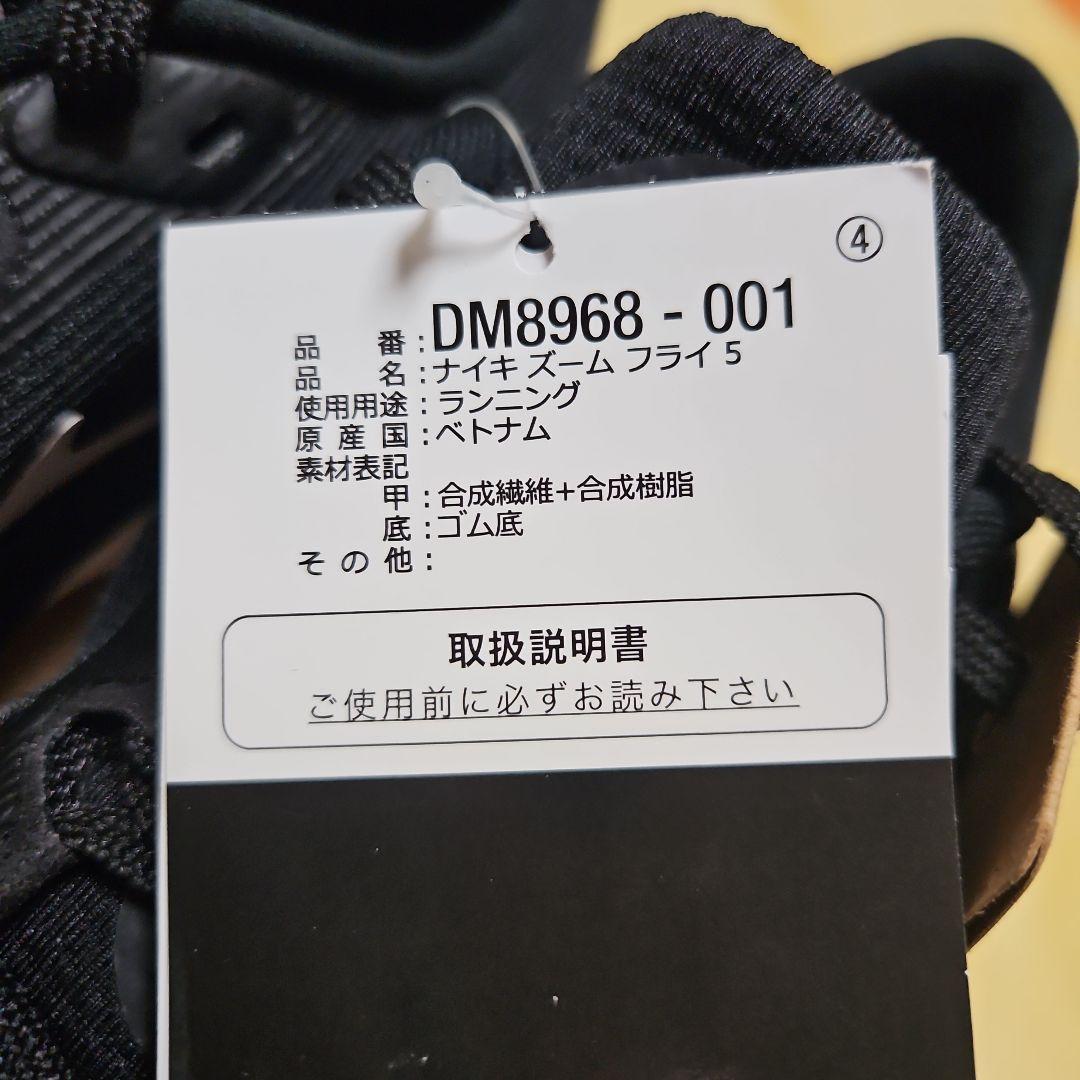 ④
品番:DM8968-001
品名:ナイキ ズーム フライ 5
使用用途:ランニング
原産国:ベトナム
素材表記
甲:合成繊維+合成樹脂
底:ゴム底
その他:
取扱説明書
ご使用前に必ずお読み下さい